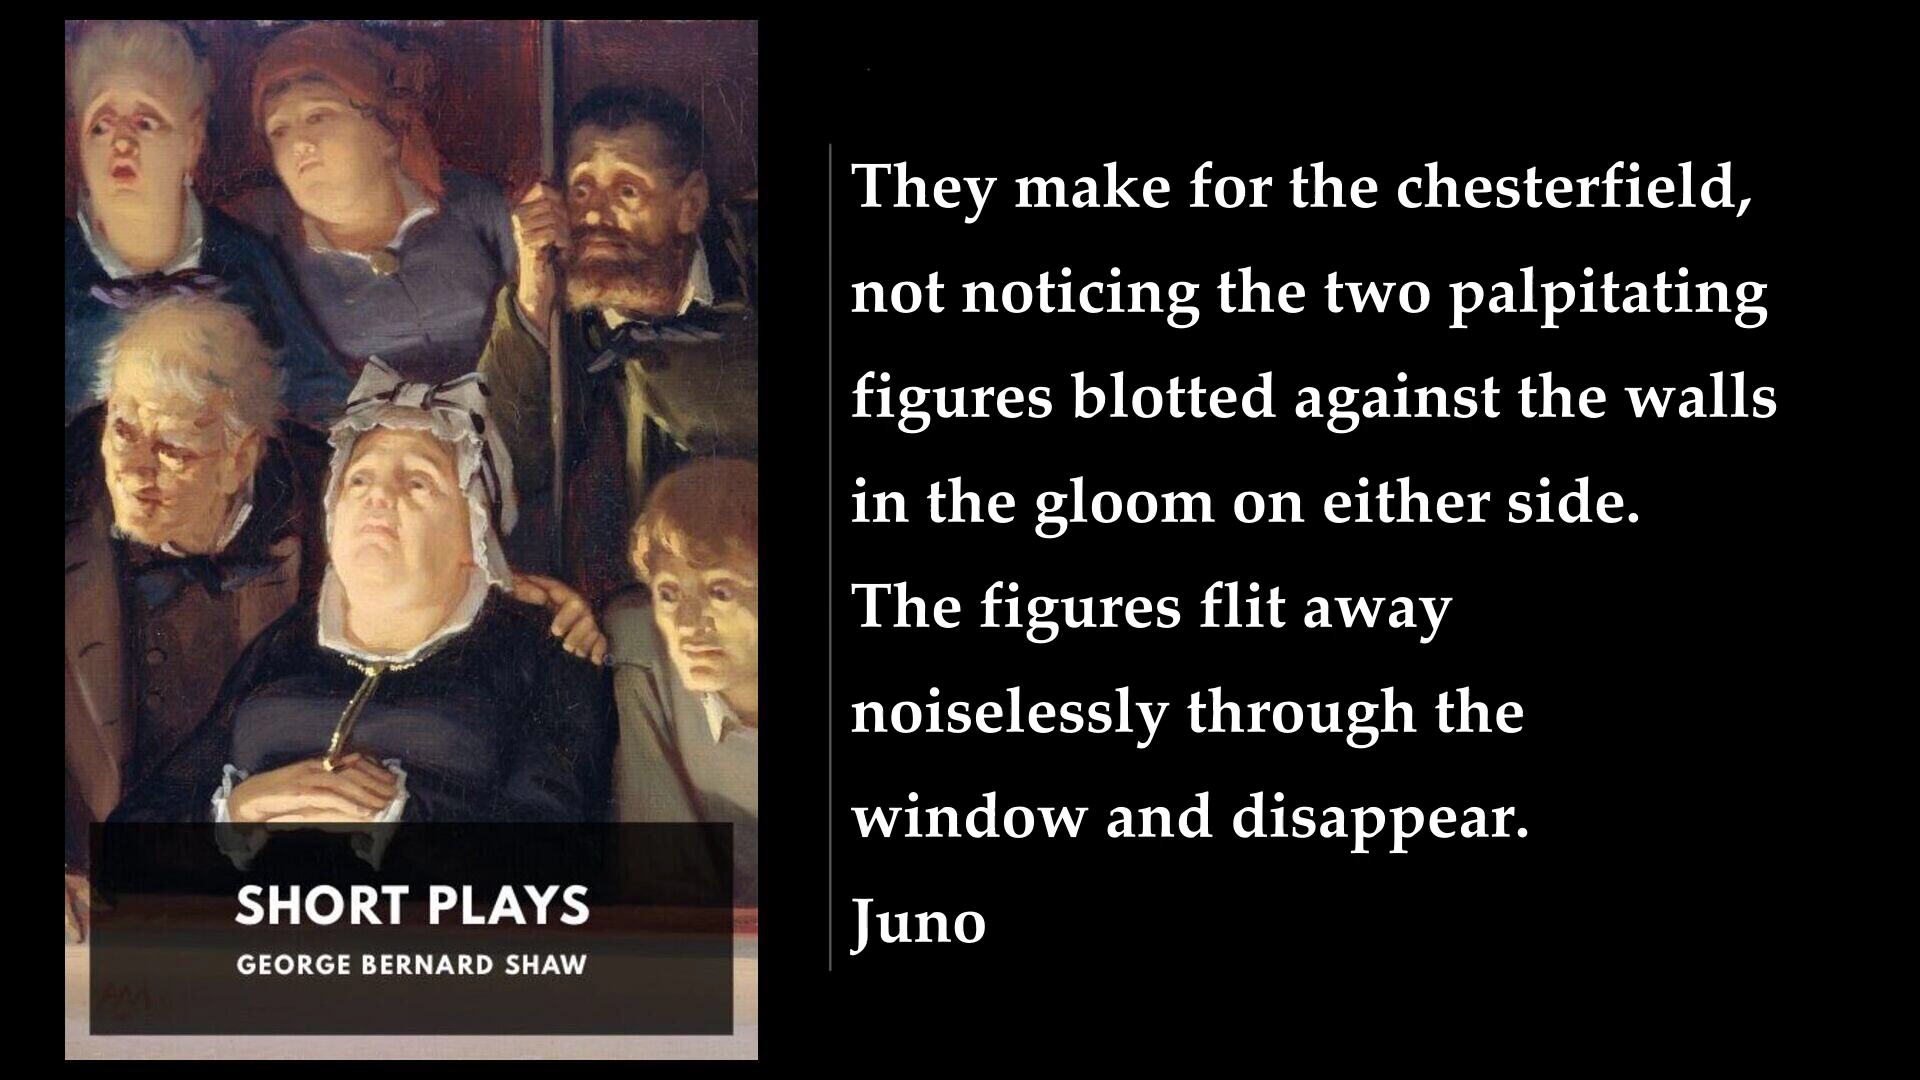 SHORT PLAYS
GEORGE BERNARD SHAW
They make for the chesterfield,
not noticing the two palpitating
figures blotted against the walls
in the gloom on either side.
The figures flit away
noiselessly through the
window and disappear.
Juno